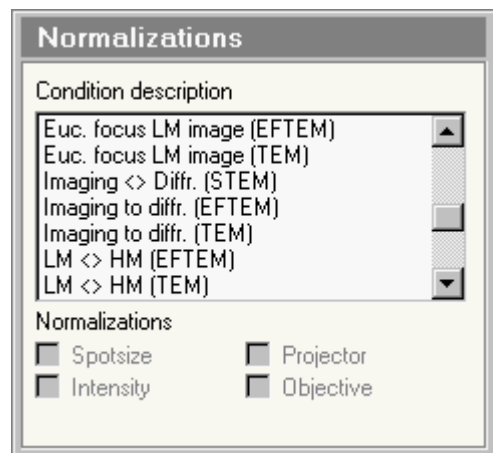 Normalizations
Condition description
Euc. focus LM image (EFTEM)
Euc. focus LM image (TEM)
Imaging <> Diffr. (STEM)
Imaging to diffr. (EFTEM)
Imaging to diffr. (TEM)
LM <> HM (EFTEM)
LM <> HM (TEM)
Normalizations
Spotsize Projector
Intensity Objective